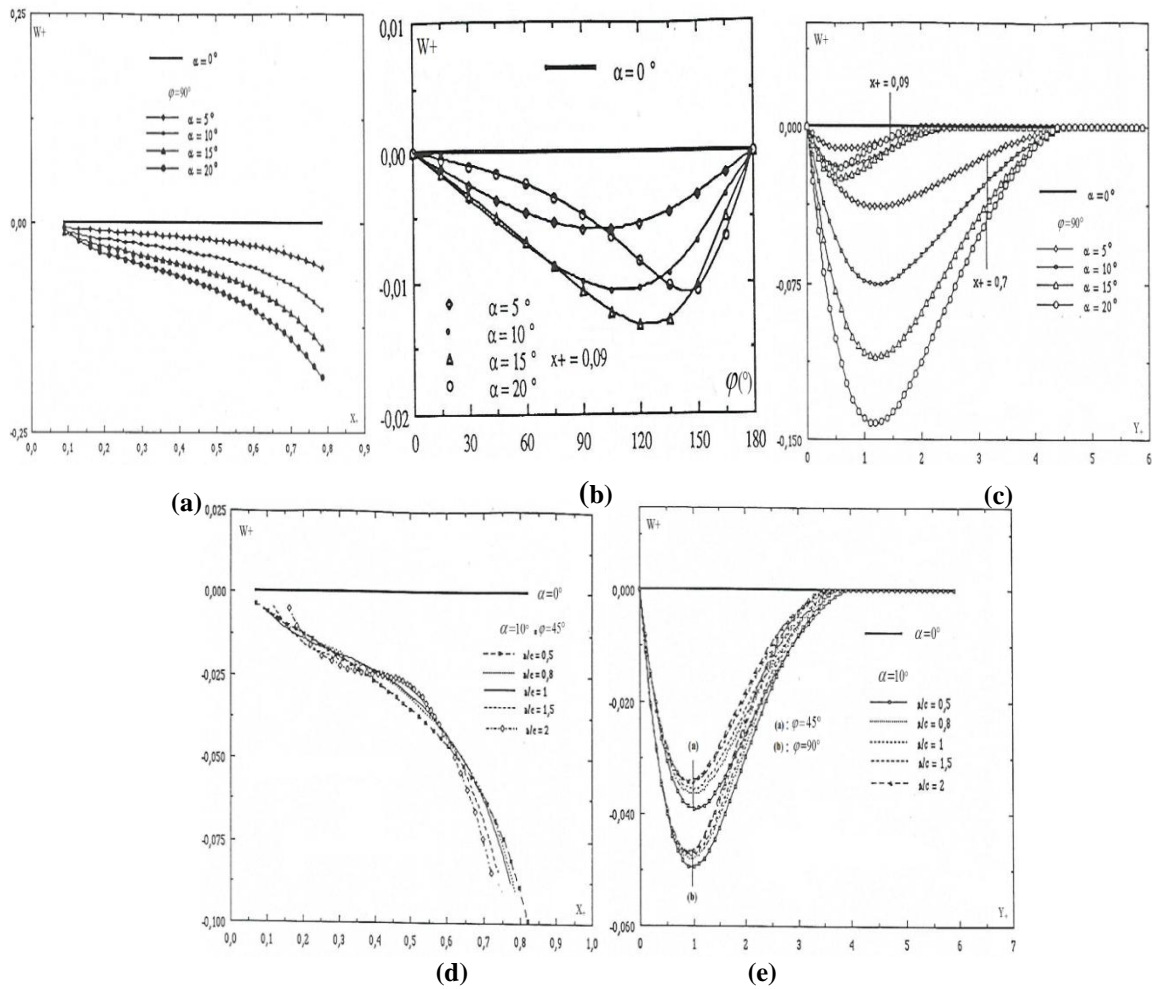 0,25
W+
α=0°
φ=90°
α = 5°
α = 10°
α = 15°
α = 20°
0,00
-0,25
X+
0,0 0,1 0,2 0,3 0,4 0,5 0,6 0,7 0,8 0,9
(a)
0,01
W+
α=0°
0,00
-0,01
α=5°
α=10°
α=15° x+=0,09
α=20°
φ(°)
-0,02
0 30 60 90 120 150 180
(b)
W+
x+ = 0,09
0,000
α=0°
φ=90°
α = 5°
α = 10°
α = 15°
α = 20°
x+ = 0,7
-0,075
-0,150
Y+
0 1 2 3 4 5 6
(c)
0,025
W+
0,000
α=0°
α=10° , φ=45°
a/c = 0,5
a/c = 0,8
a/c = 1
a/c = 1,5
a/c = 2
-0,025
-0,050
-0,075
-0,100
X+
0,0 0,1 0,2 0,3 0,4 0,5 0,6 0,7 0,8 0,9 1,0
(d)
W+
0,000
α=0°
α=10°
a/c = 0,5
a/c = 0,8
a/c = 1
a/c = 1,5
a/c = 2
(a) : φ=45°
(b) : φ=90°
(a)
(b)
-0,020
-0,040
-0,060
Y+
0 1 2 3 4 5 6 7
(e)